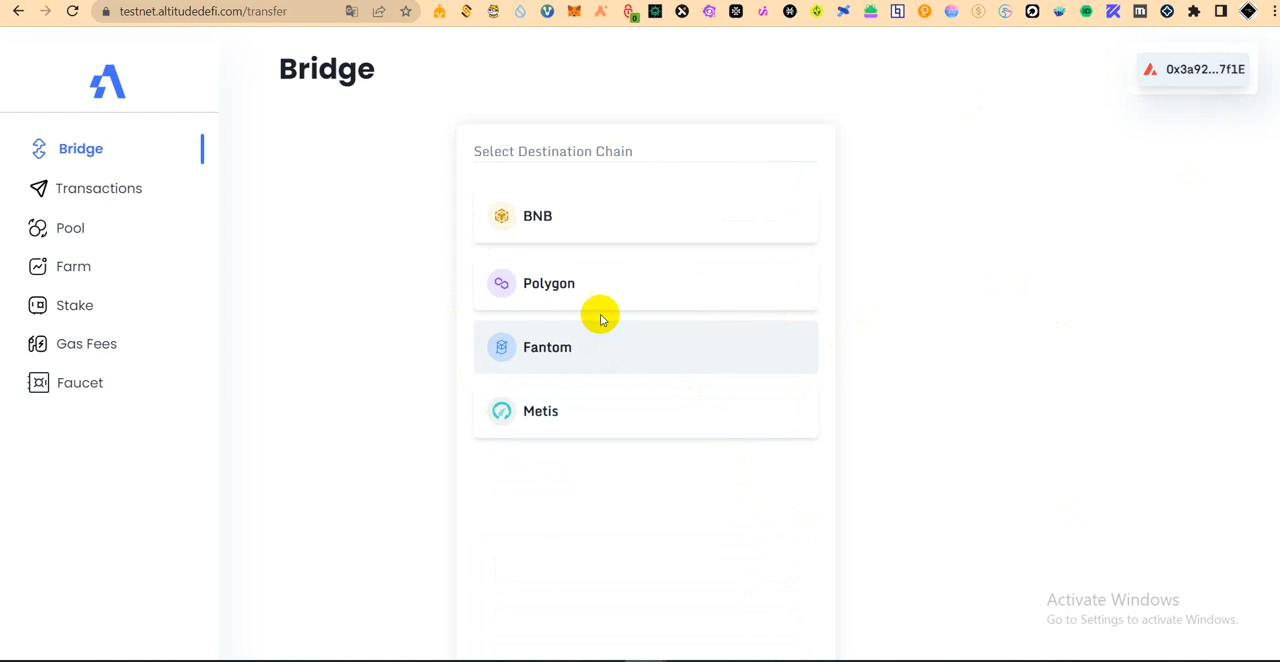 testnet.altitudedefi.com/transfer
0
Bridge
0x3a92...7f1E
Bridge
Transactions
Pool
Farm
Stake
Gas Fees
Faucet
Select Destination Chain
BNB
Polygon
Fantom
Metis
Activate Windows
Go to Settings to activate Windows.